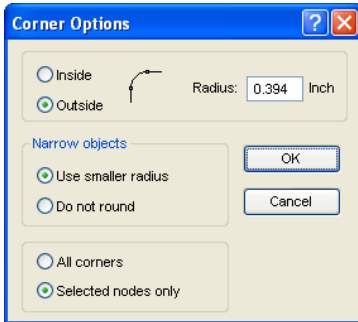 Corner Options
Inside
Outside
Radius: 0.394 Inch
Narrow objects
Use smaller radius
Do not round
OK
Cancel
All corners
Selected nodes only